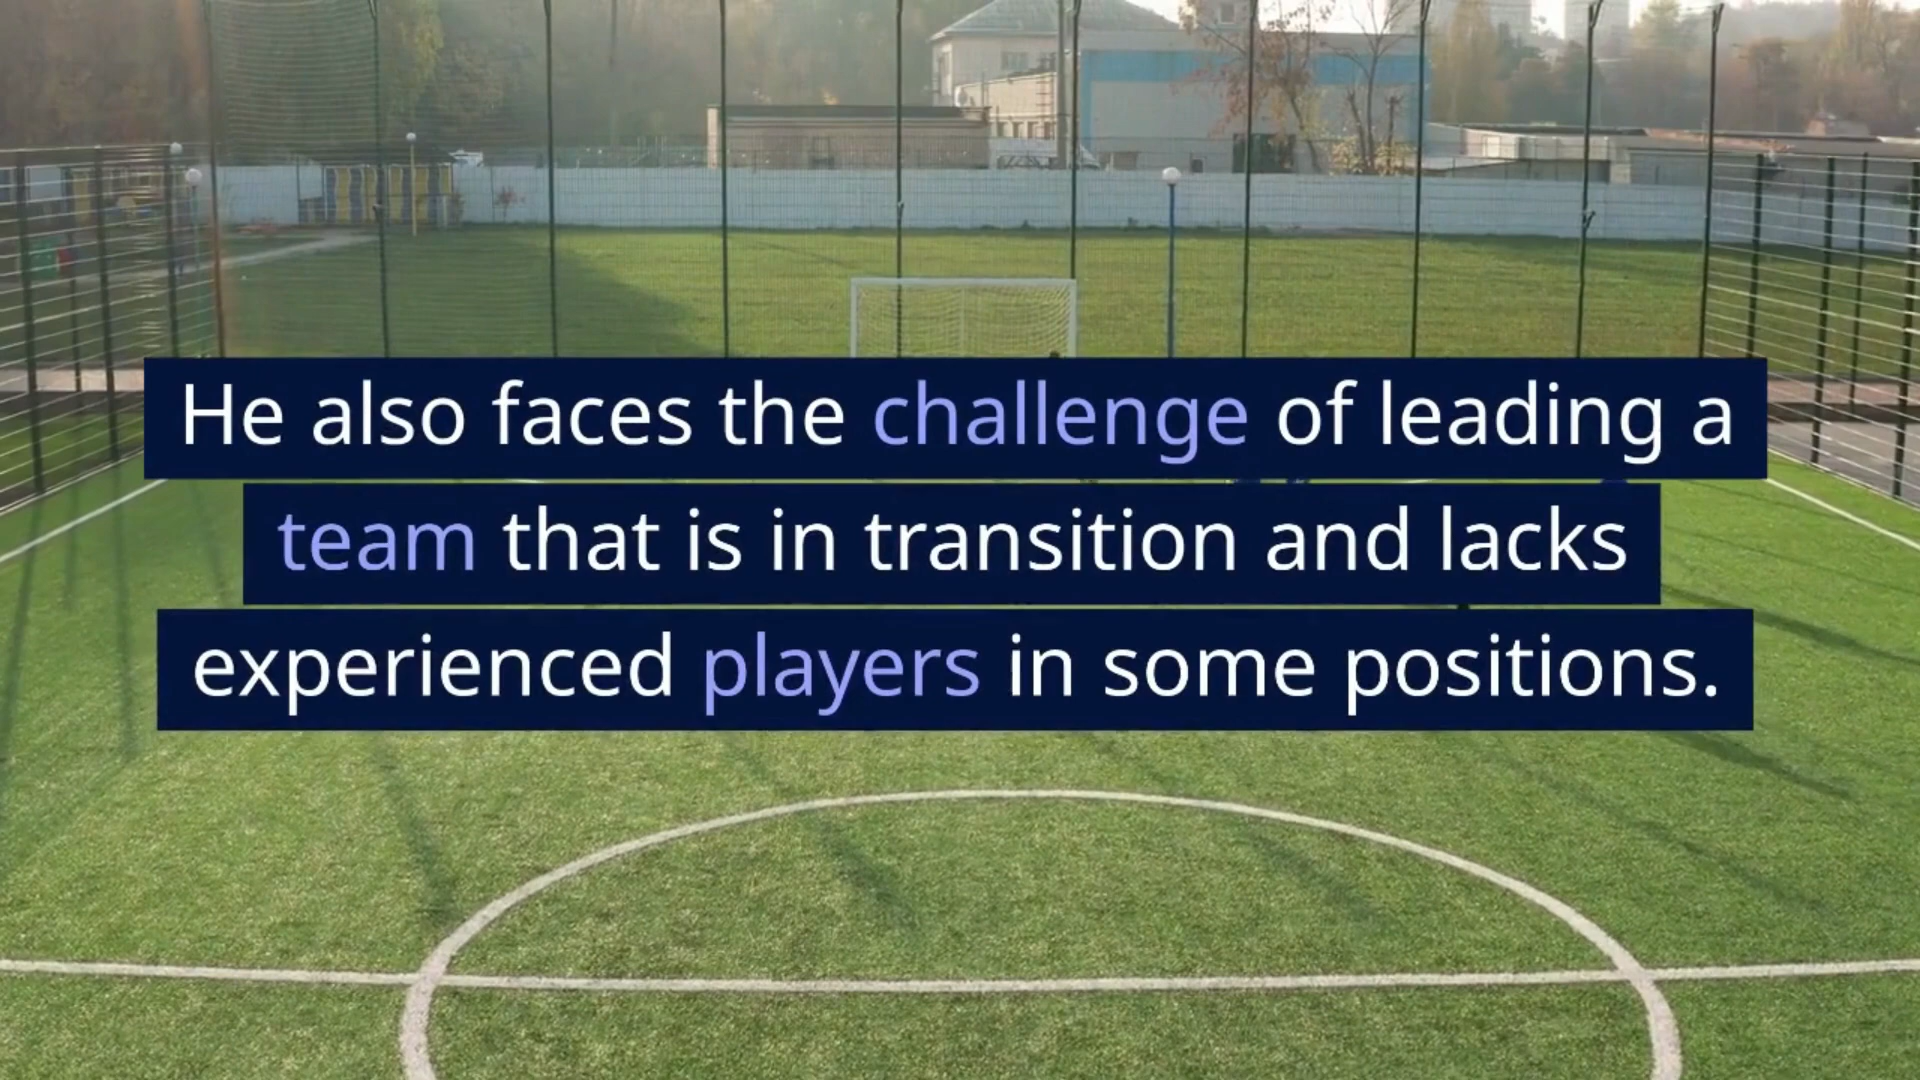 He also faces the challenge of leading a
team that is in transition and lacks
experienced players in some positions.